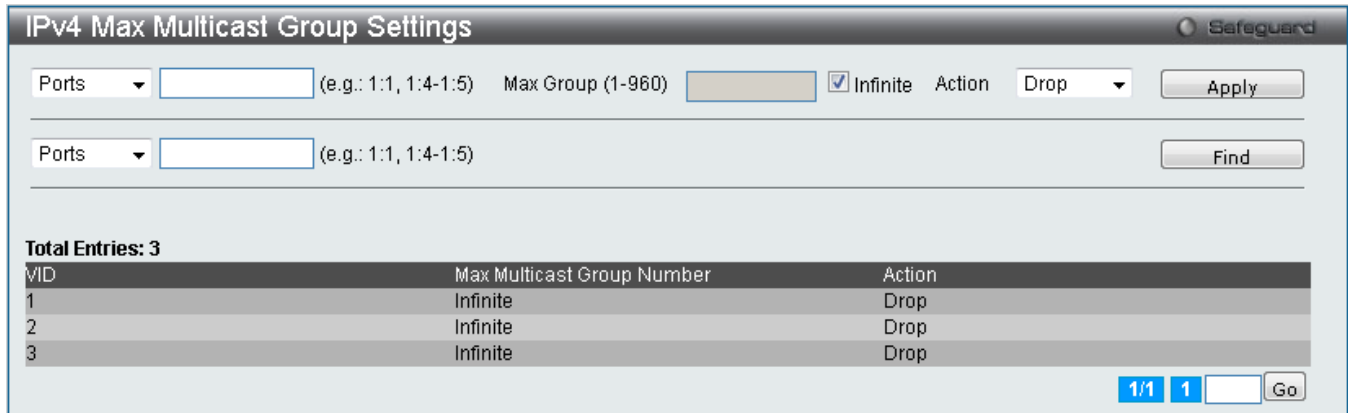 IPv4 Max Multicast Group Settings Safeguard
Ports (e.g.: 1:1, 1:4-1:5) Max Group (1-960) Infinite Action Drop Apply
Ports (e.g.: 1:1, 1:4-1:5) Find
Total Entries: 3
VID Max Multicast Group Number Action
1 Infinite Drop
2 Infinite Drop
3 Infinite Drop
1/1 1 Go